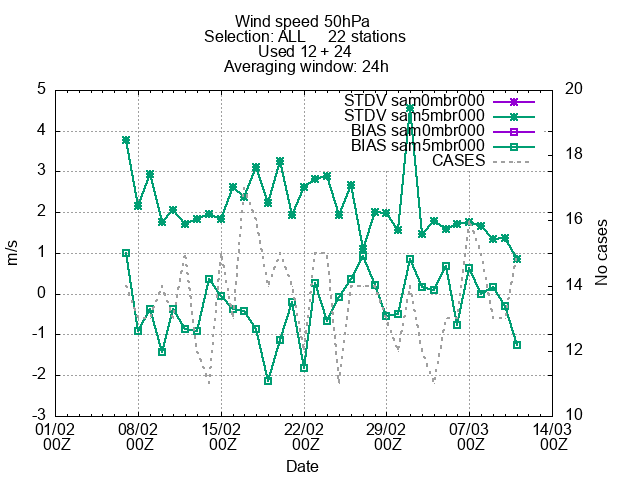 Wind speed 50hPa
Selection: ALL 22 stations
Used 12 + 24
Averaging window: 24h
STDV sam0mbr000
STDV sam5mbr000
BIAS sam0mbr000
BIAS sam5mbr000
CASES
5
4
3
2
1
0
-1
-2
-3
m/s
20
18
16
14
12
10
No cases
01/02 08/02 15/02 22/02 29/02 07/03 14/03
00Z 00Z 00Z 00Z 00Z 00Z 00Z
Date